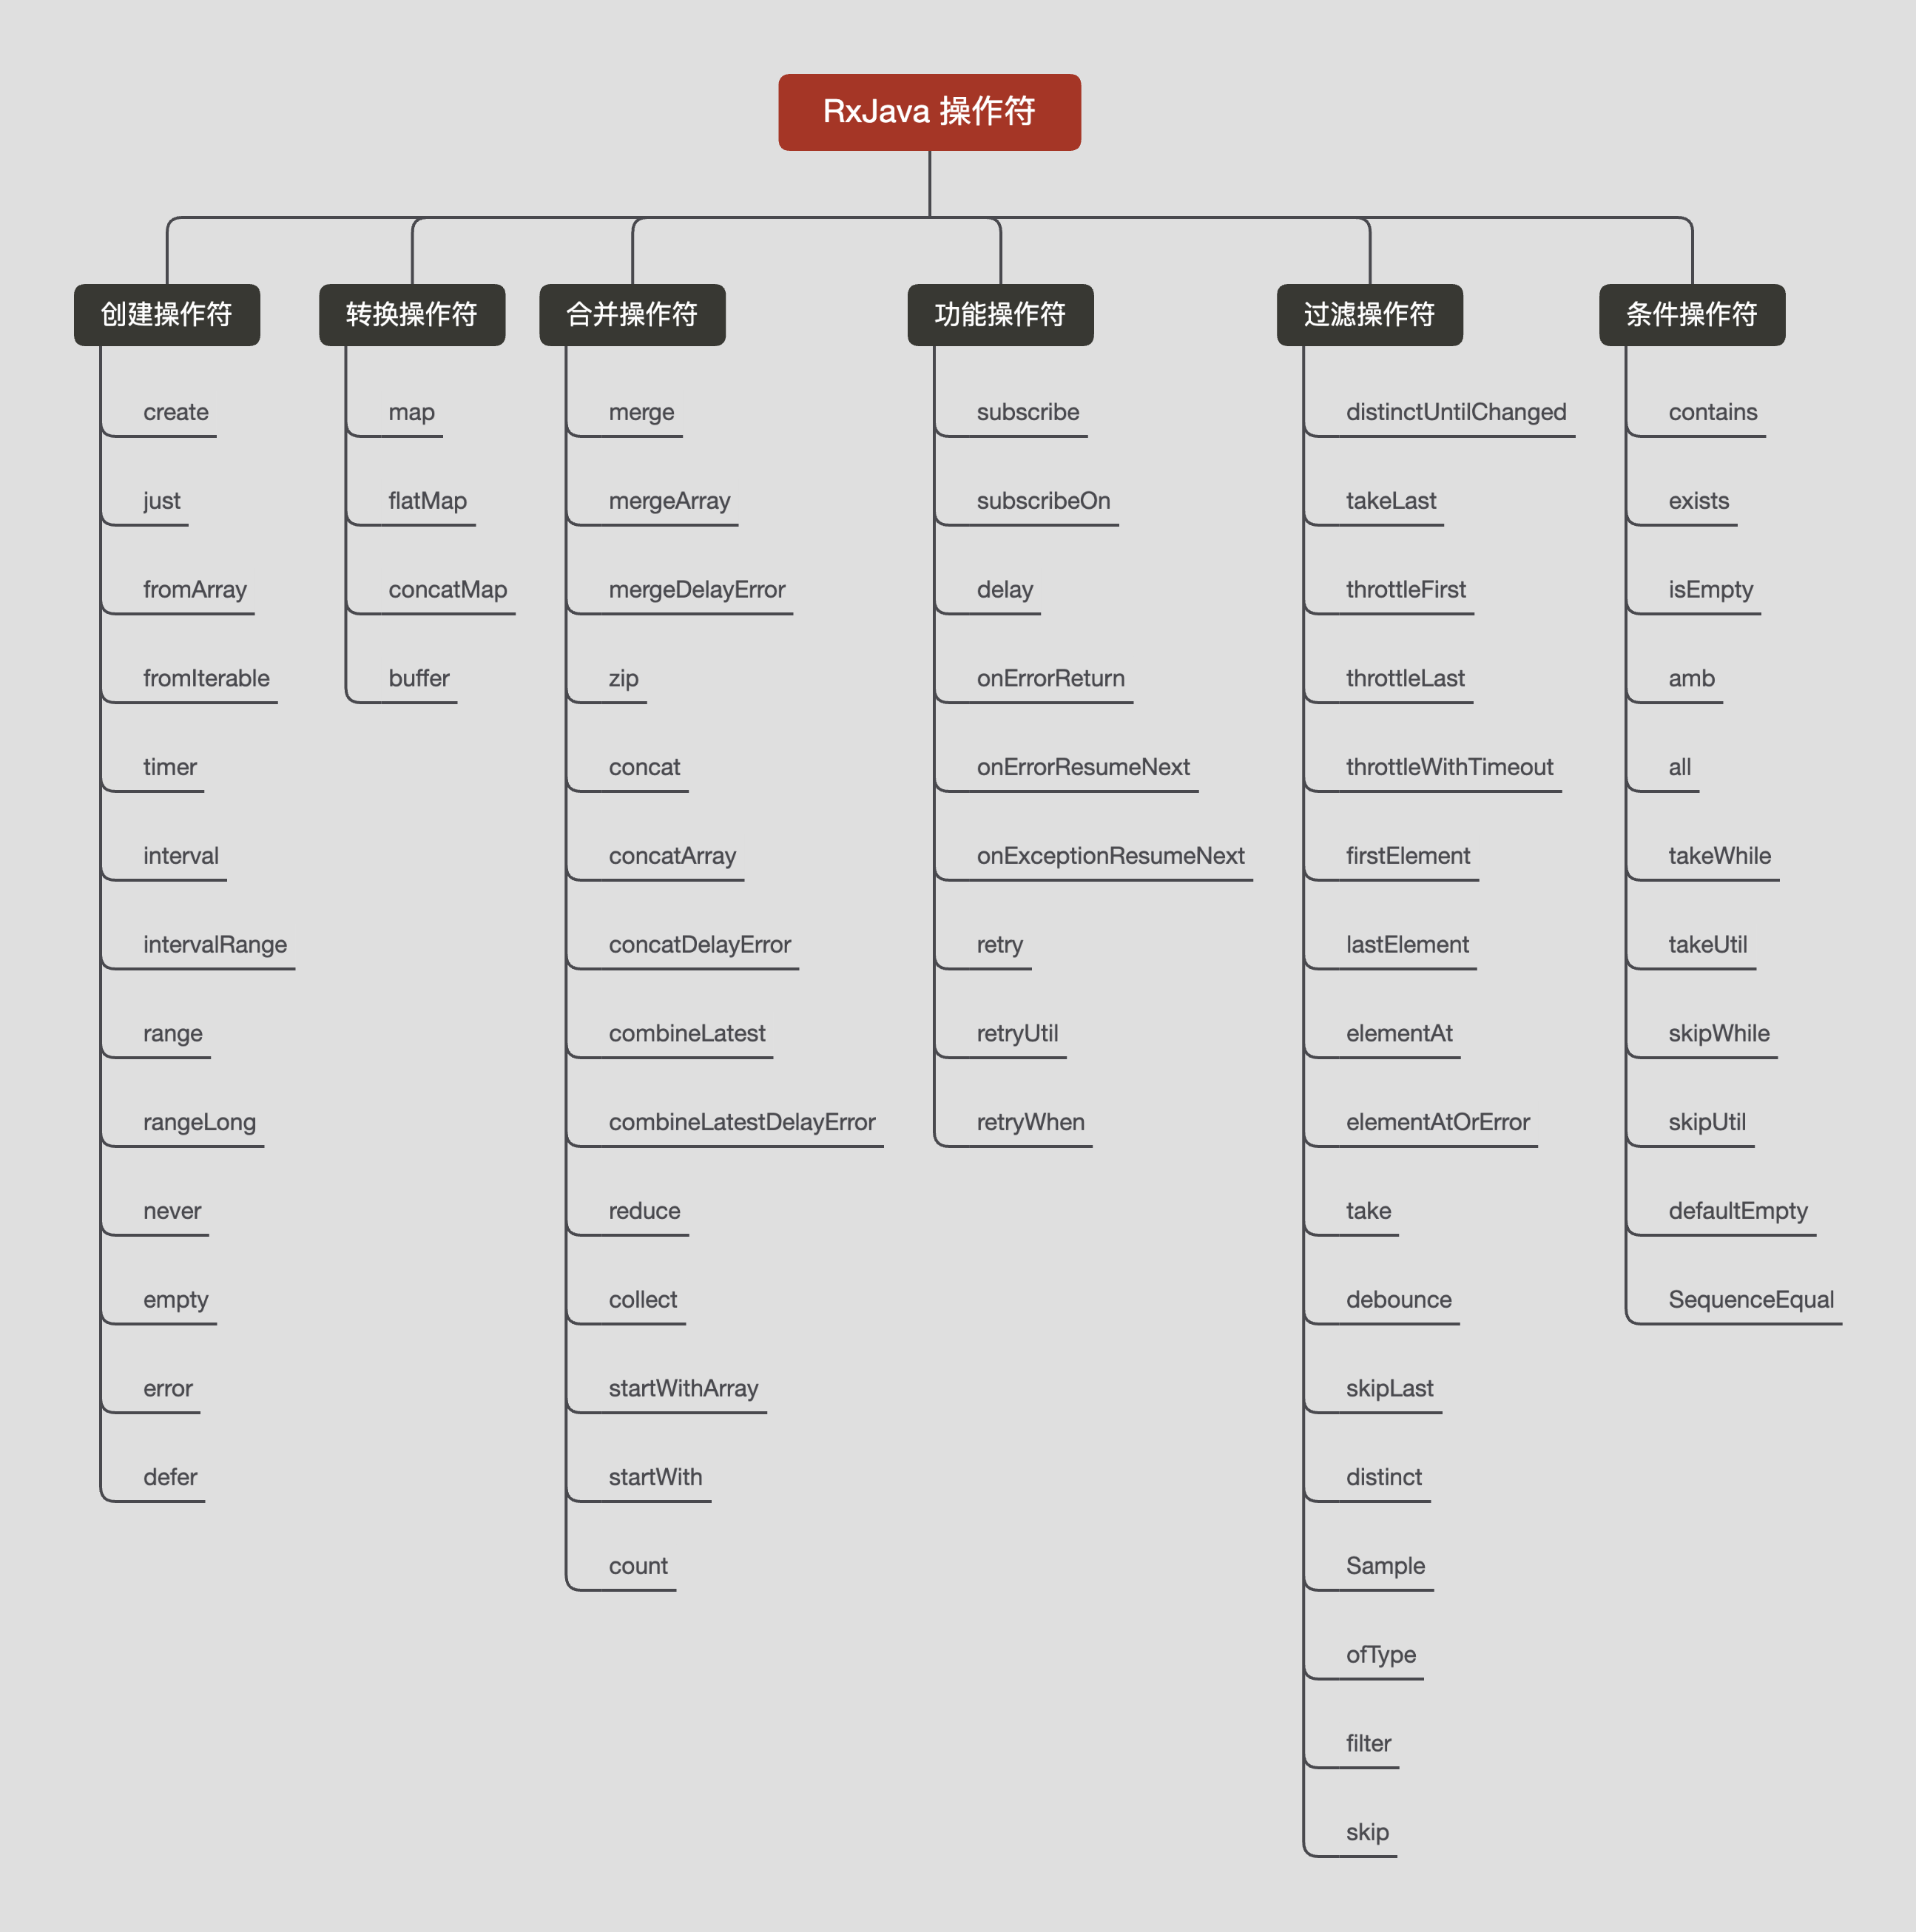 RxJava 操作符
创建操作符
create
just
fromArray
fromIterable
timer
interval
intervalRange
range
rangeLong
never
empty
error
defer
转换操作符
map
flatMap
concatMap
buffer
合并操作符
merge
mergeArray
mergeDelayError
zip
concat
concatArray
concatDelayError
combineLatest
combineLatestDelayError
reduce
collect
startWithArray
startWith
count
功能操作符
subscribe
subscribeOn
delay
onErrorReturn
onErrorResumeNext
onExceptionResumeNext
retry
retryUtil
retryWhen
过滤操作符
distinctUntilChanged
takeLast
throttleFirst
throttleLast
throttleWithTimeout
firstElement
lastElement
elementAt
elementAtOrError
take
debounce
skipLast
distinct
Sample
ofType
filter
skip
条件操作符
contains
exists
isEmpty
amb
all
takeWhile
takeUtil
skipWhile
skipUtil
defaultEmpty
SequenceEqual